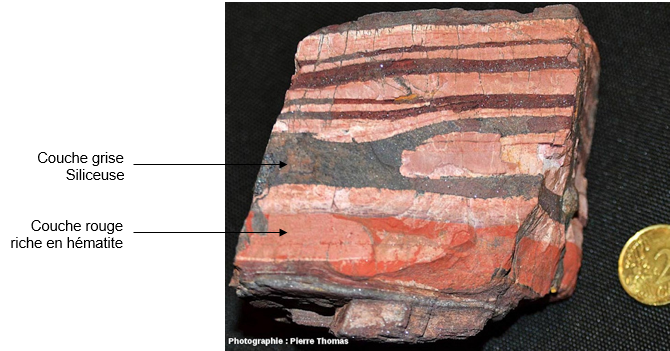 Couche grise
Siliceuse
Couche rouge
riche en hématite
Photographie : Pierre Thomas